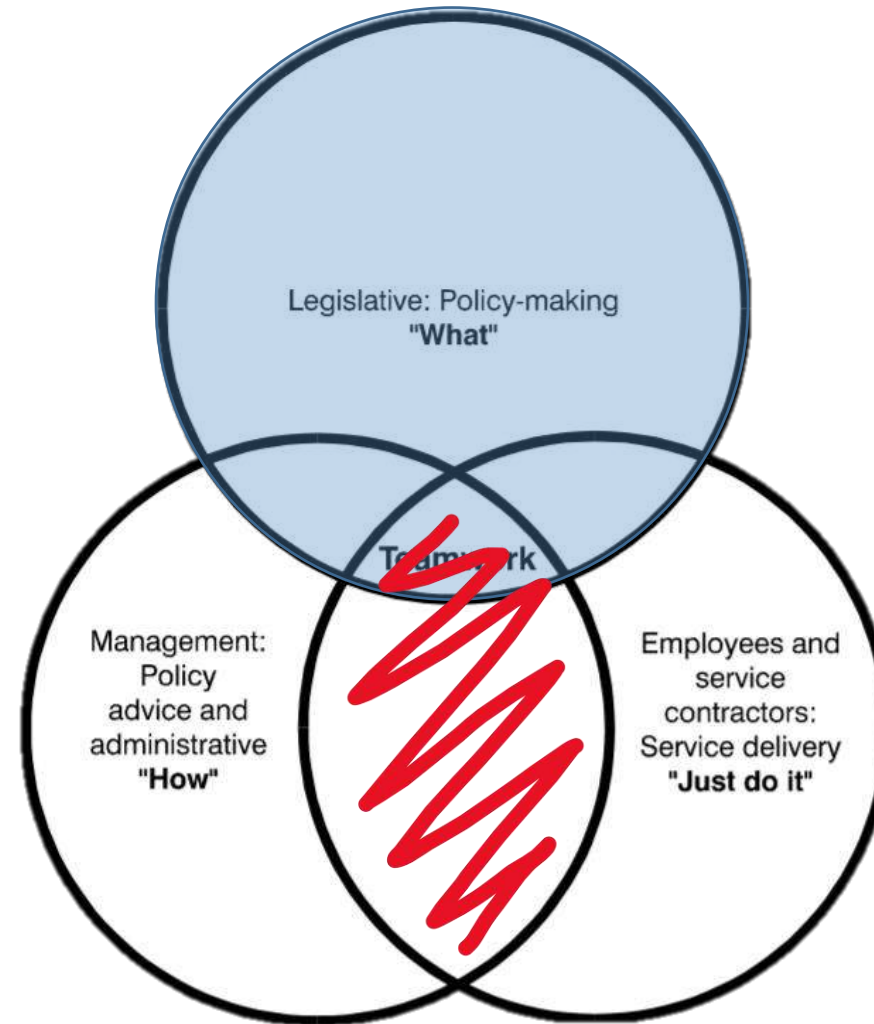 Legislative: Policy-making
"What"
Teamwork
Management:
Policy
advice and
administrative
"How"
Employees and
service
contractors:
Service delivery
"Just do it"